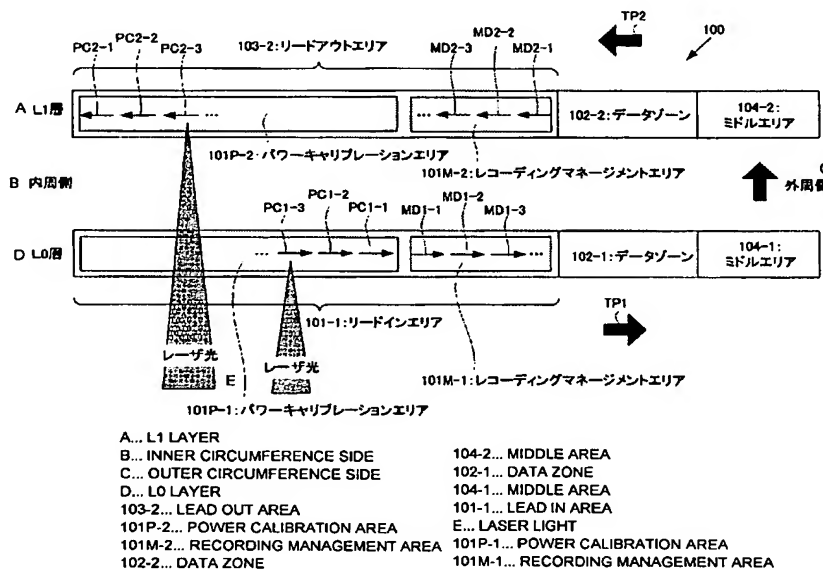 TP2
100
PC2-1
PC2-2
PC2-3
103-2:リードアウトエリア
MD2-3
MD2-2
MD2-1
A L1層
102-2:データゾーン
104-2:
ミドルエリア
101P-2・パワーキャリブレーションエリア
101M-2:レコーディングマネージメントエリア
B 内周側
外周側
PC1-3
PC1-2
PC1-1
MD1-1
MD1-2
MD1-3
D L0層
102-1:データゾーン
104-1:
ミドルエリア
101-1:リードインエリア
TP1
レーザ光
E
レーザ光
101M-1:レコーディングマネージメントエリア
101P-1:パワーキャリブレーションエリア
A... L1 LAYER
B... INNER CIRCUMFERENCE SIDE
C... OUTER CIRCUMFERENCE SIDE
D... L0 LAYER
103-2... LEAD OUT AREA
101P-2... POWER CALIBRATION AREA
101M-2... RECORDING MANAGEMENT AREA
102-2... DATA ZONE
104-2... MIDDLE AREA
102-1... DATA ZONE
104-1... MIDDLE AREA
101-1... LEAD IN AREA
E... LASER LIGHT
101P-1... POWER CALIBRATION AREA
101M-1... RECORDING MANAGEMENT AREA